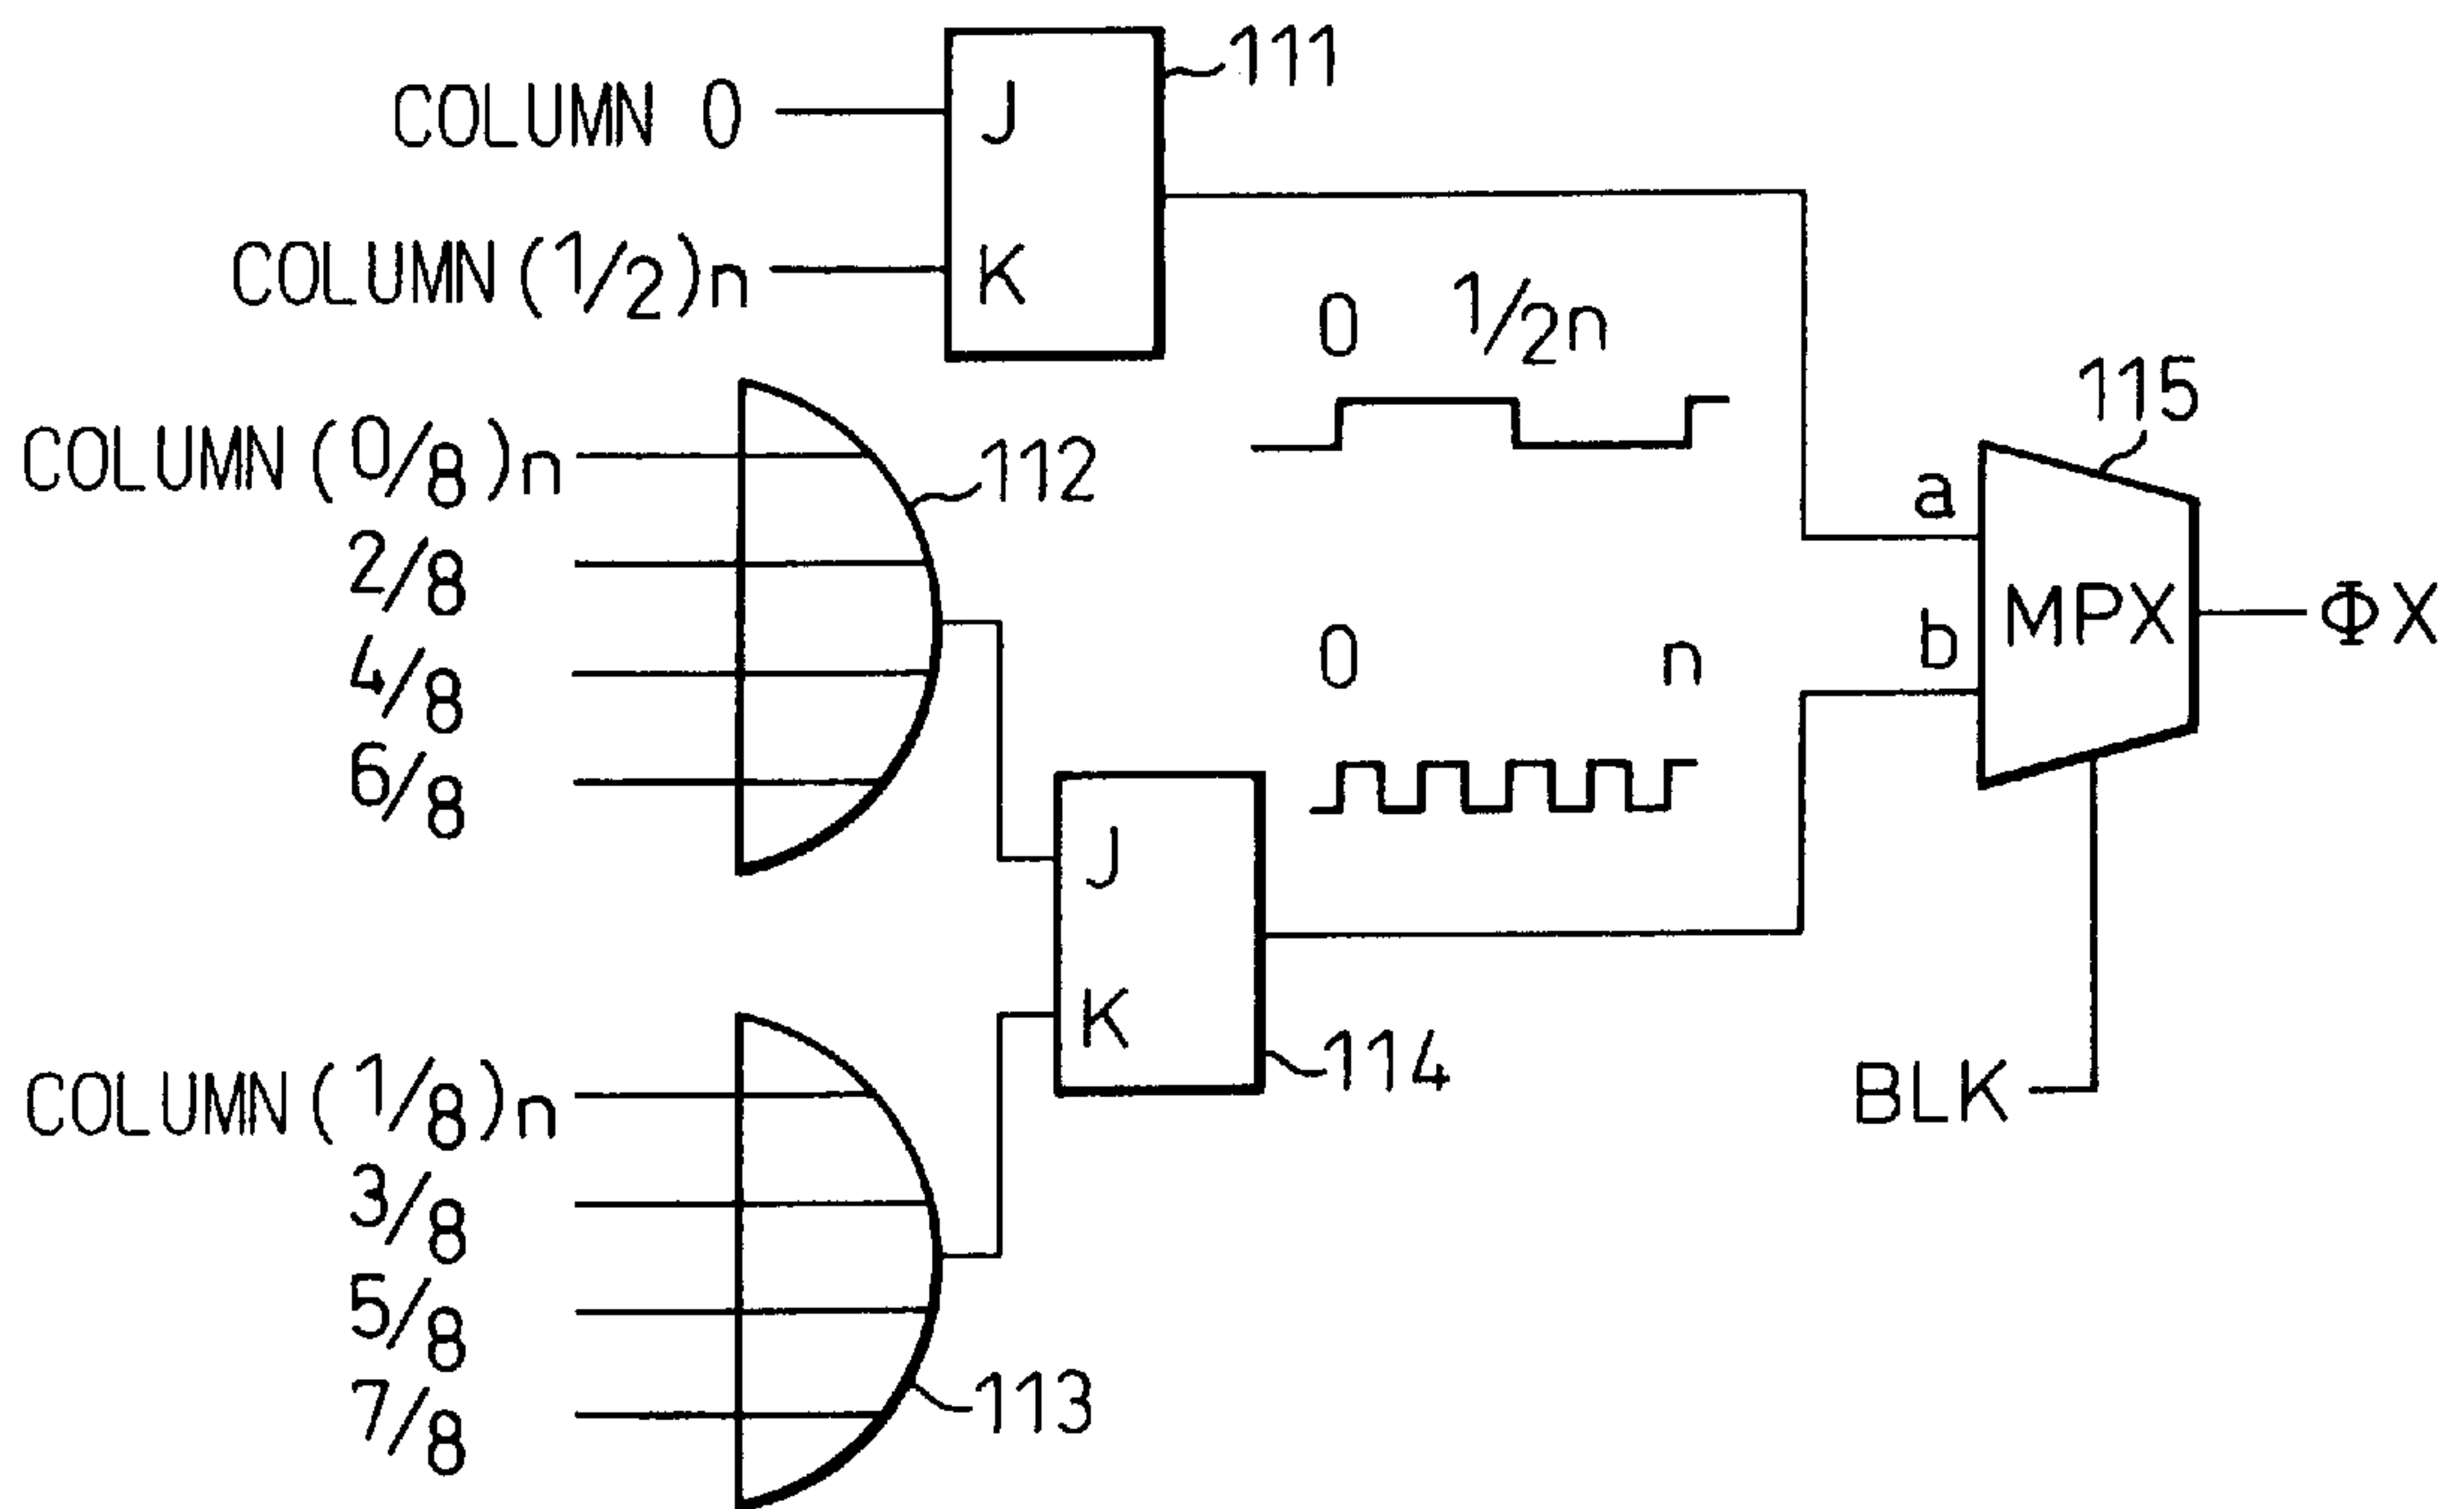 111
COLUMN 0
J
COLUMN (1/2)n
K
0 1/2n
115
COLUMN (0/8)n
112
a
2/8
MPX
ΦX
4/8
0 n
b
6/8
J
K
114
COLUMN (1/8)n
BLK
3/8
5/8
7/8
113